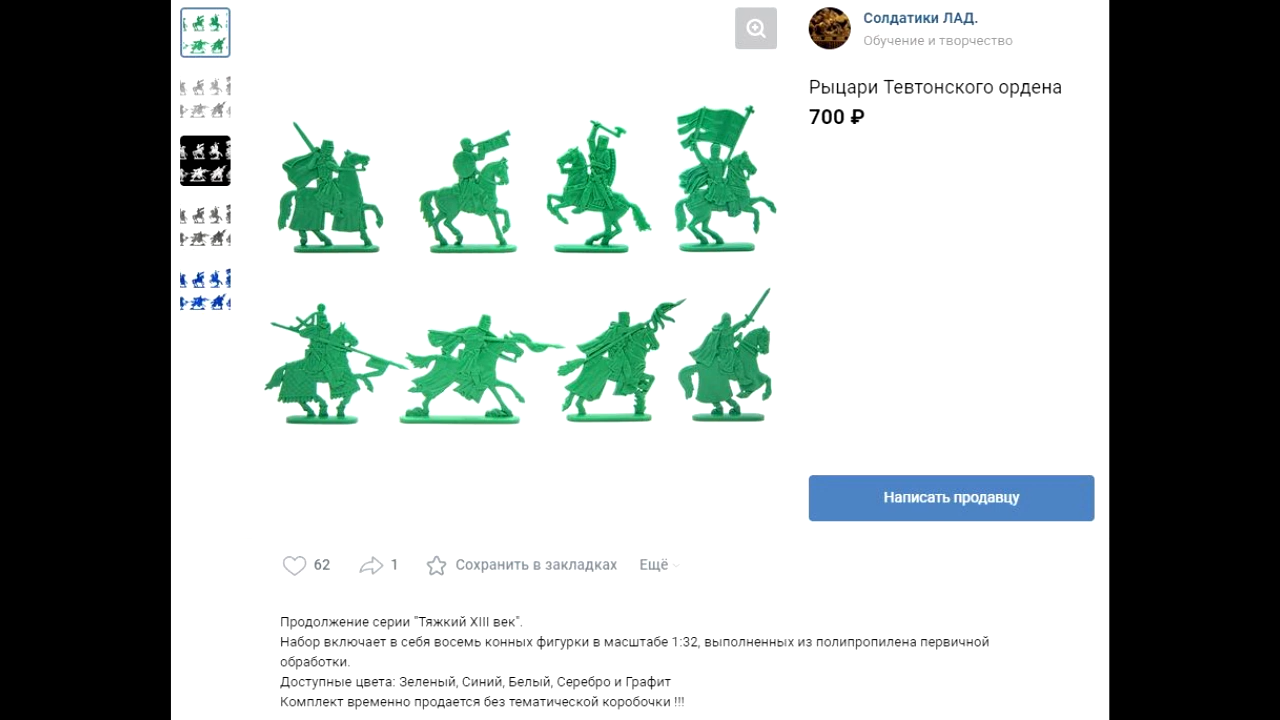 Солдатики ЛАД.
Обучение и творчество
Рыцари Тевтонского ордена
700 ₽
Написать продавцу
62
1
Сохранить в закладках
Ещё
Продолжение серии "Тяжкий XIII век".
Набор включает в себя восемь конных фигурки в масштабе 1:32, выполненных из полипропилена первичной
обработки.
Доступные цвета: Зеленый, Синий, Белый, Серебро и Графит
Комплект временно продается без тематической коробочки !!!